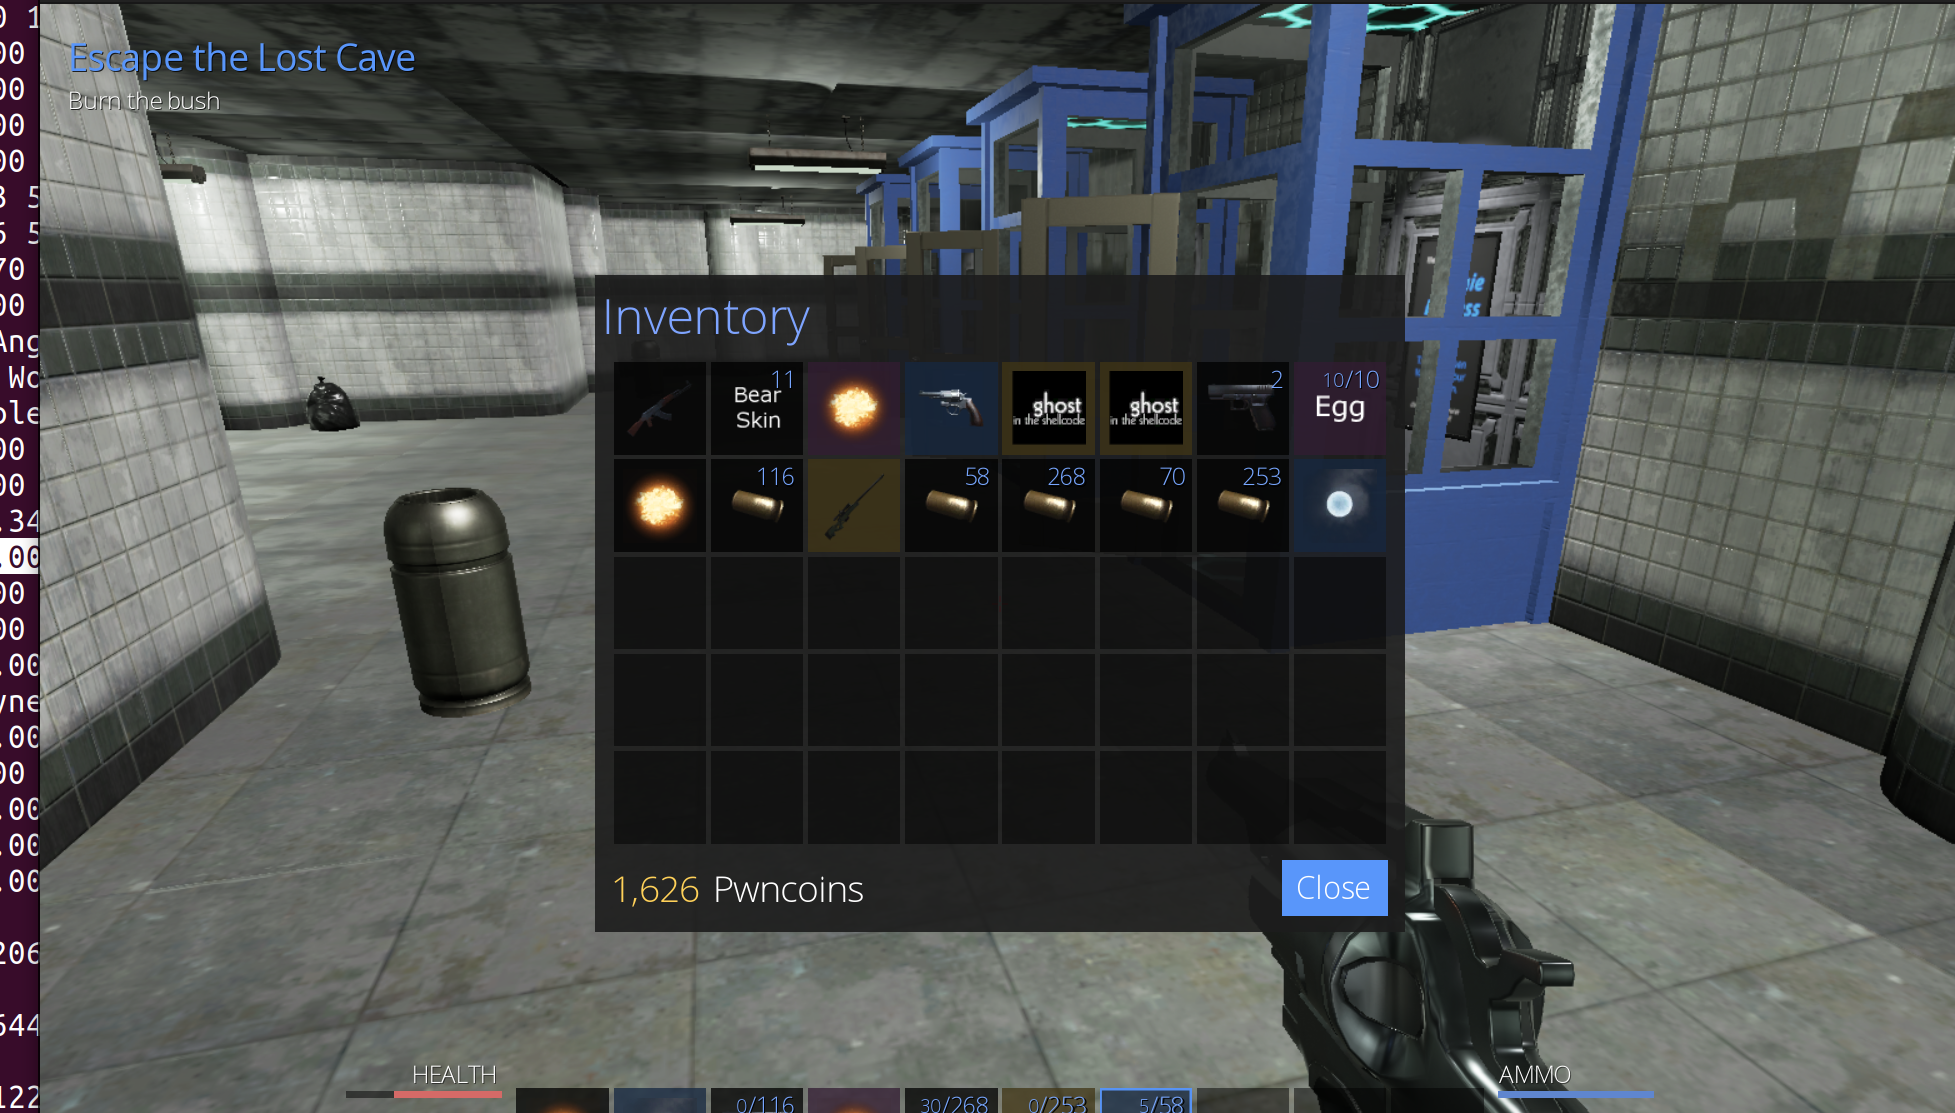 Escape the Lost Cave
Burn the bush
Inventory
11
Bear
Skin
ghost
in the shellcode
ghost
in the shellcode
2
10/10
Egg
116
58
268
70
253
1,626 Pwncoins
Close
HEALTH
0/116
30/268
0/253
5/58
AMMO